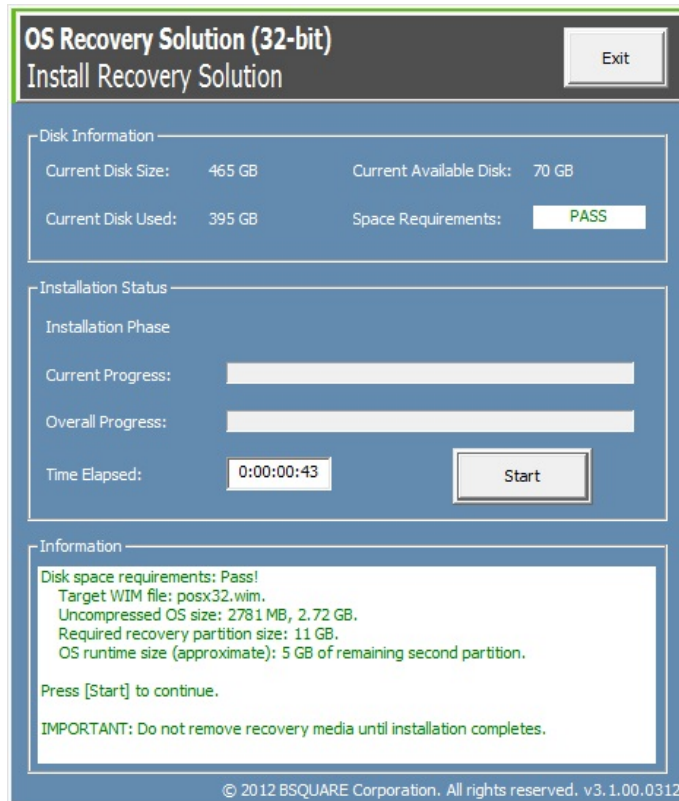 OS Recovery Solution (32-bit)
Install Recovery Solution
Exit
Disk Information
Current Disk Size: 465 GB Current Available Disk: 70 GB
Current Disk Used: 395 GB Space Requirements: PASS
Installation Status
Installation Phase
Current Progress:
Overall Progress:
Time Elapsed: 0:00:00:43 Start
Information
Disk space requirements: Pass!
Target WIM file: posx32.wim.
Uncompressed OS size: 2781 MB, 2.72 GB.
Required recovery partition size: 11 GB.
OS runtime size (approximate): 5 GB of remaining second partition.
Press [Start] to continue.
IMPORTANT: Do not remove recovery media until installation completes.
© 2012 BSQUARE Corporation. All rights reserved. v3.1.00.0312